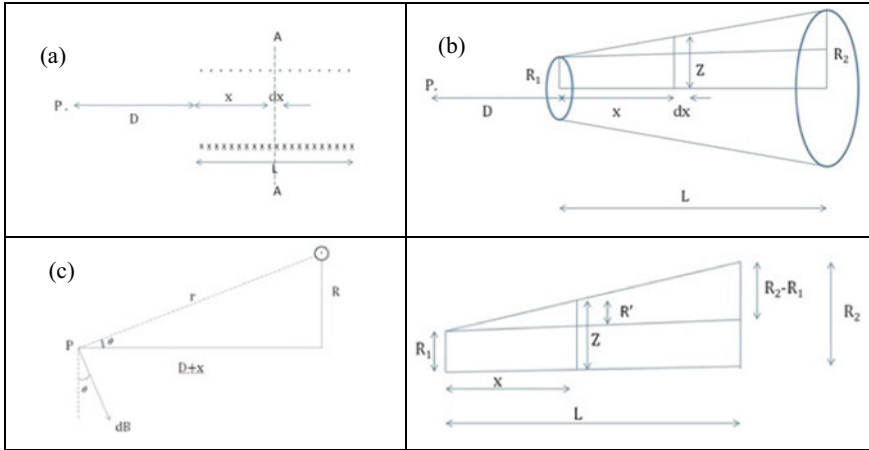 (a)
A
P.
x
dx
D
L
A
(b)
R1
R2
P.
Z
D
x
dx
L
(c)
r
R
P
θ
D+x
θ
dB
R1
Z
R'
R2-R1
R2
x
L